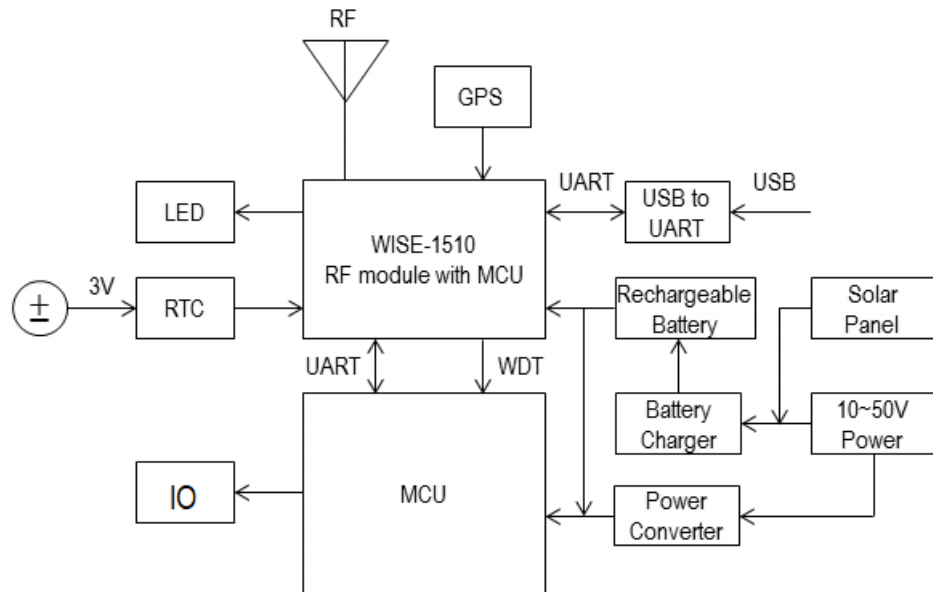 RF
GPS
LED
WISE-1510
RF module with MCU
UART
USB to
UART
USB
±
3V
RTC
Rechargeable
Battery
Solar
Panel
UART
WDT
Battery
Charger
10~50V
Power
IO
MCU
Power
Converter